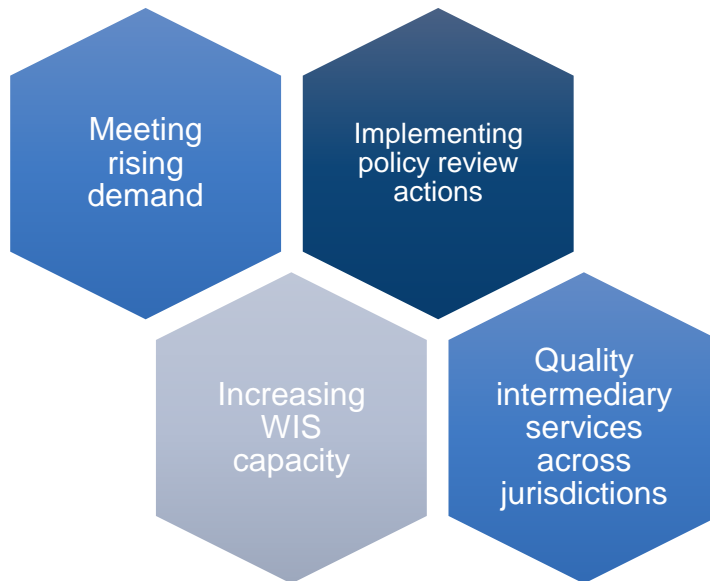 Meeting
rising
demand
Implementing
policy review
actions
Increasing
WIS
capacity
Quality
intermediary
services
across
jurisdictions